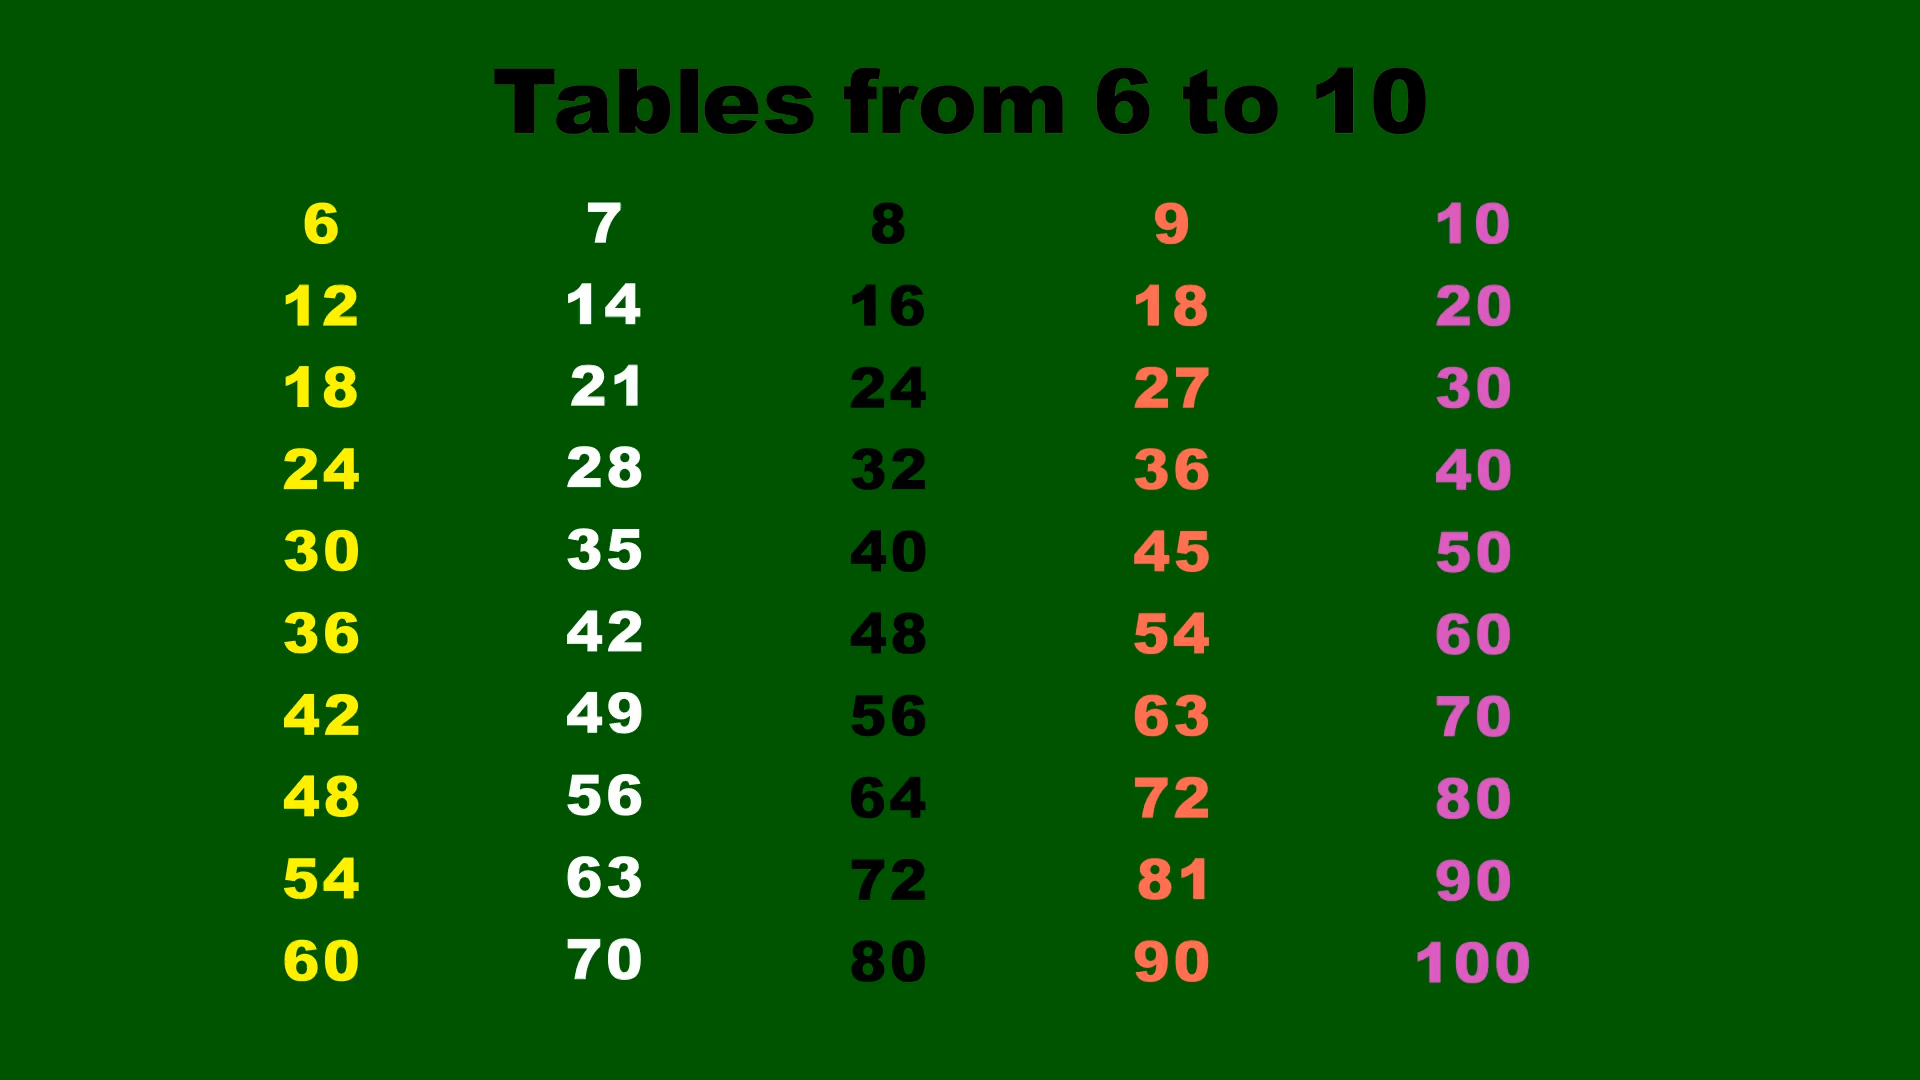 Tables from 6 to 10
6 7 8 9 10
12 14 16 18 20
18 21 24 27 30
24 28 32 36 40
30 35 40 45 50
36 42 48 54 60
42 49 56 63 70
48 56 64 72 80
54 63 72 81 90
60 70 80 90 100